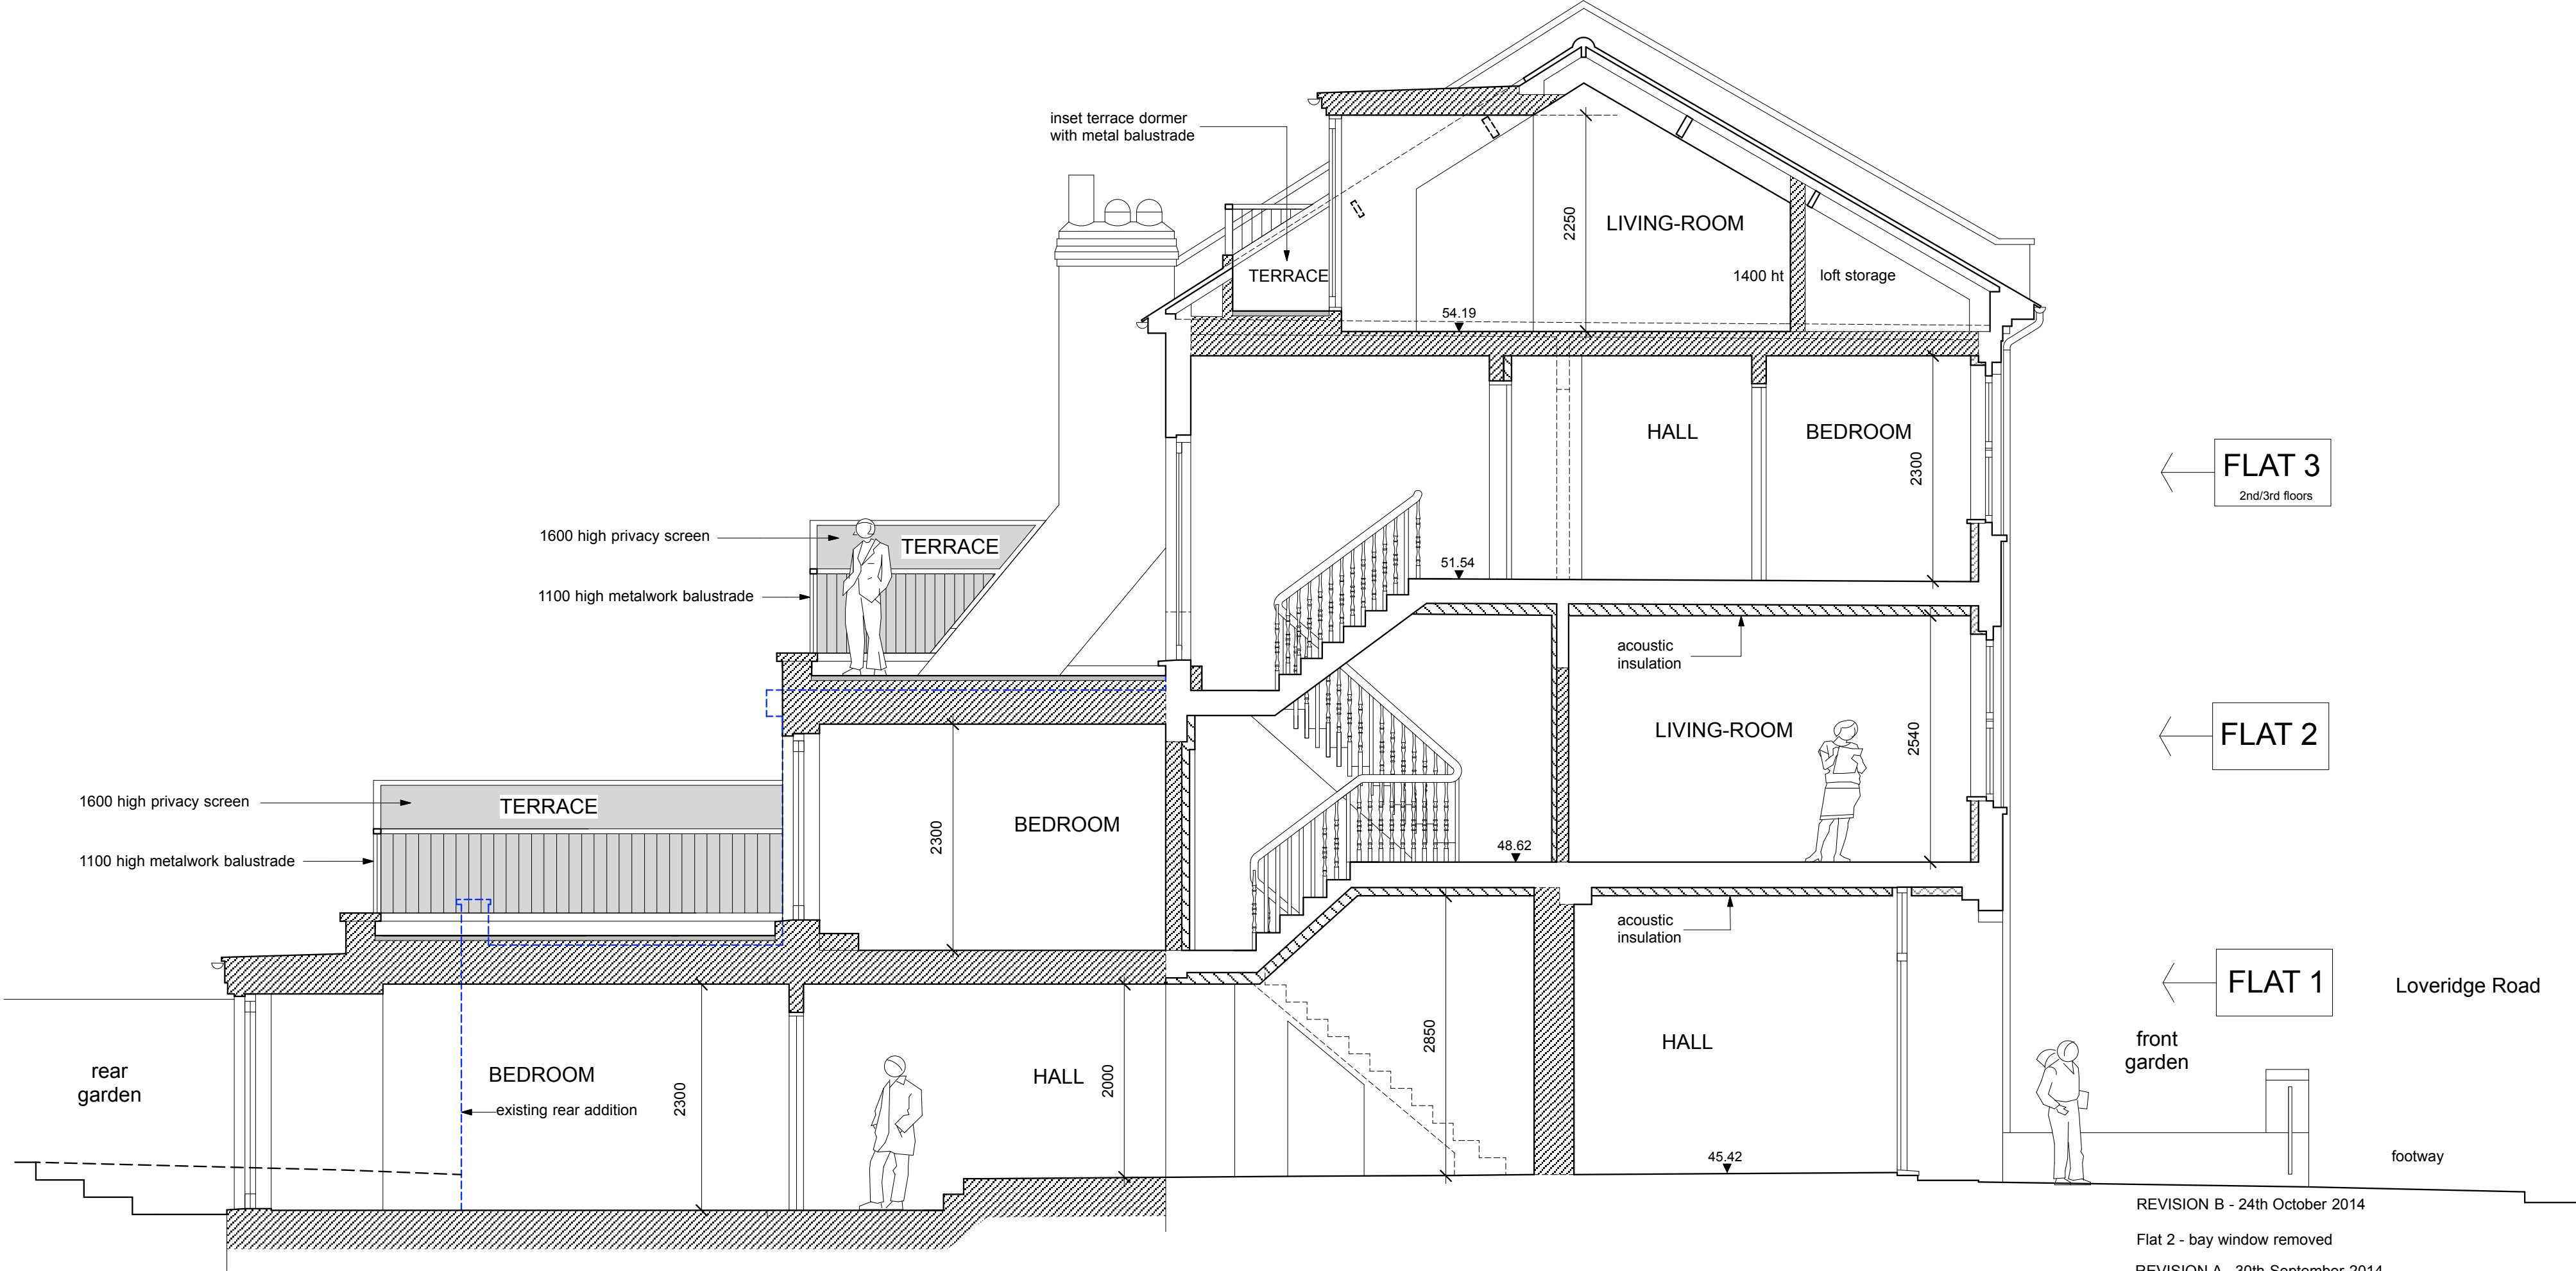 inset terrace dormer
with metal balustrade
TERRACE
2250
LIVING-ROOM
1400 ht
loft storage
54.19
HALL
BEDROOM
2300
FLAT 3
2nd/3rd floors
1600 high privacy screen
TERRACE
1100 high metalwork balustrade
51.54
acoustic
insulation
LIVING-ROOM
2540
FLAT 2
1600 high privacy screen
TERRACE
1100 high metalwork balustrade
2300
BEDROOM
48.62
acoustic
insulation
FLAT 1
Loveridge Road
rear
garden
BEDROOM
existing rear addition
2300
HALL
2000
2850
HALL
45.42
front
garden
footway
REVISION B - 24th October 2014
Flat 2 - bay window removed
REVISION A - 30th September 2014